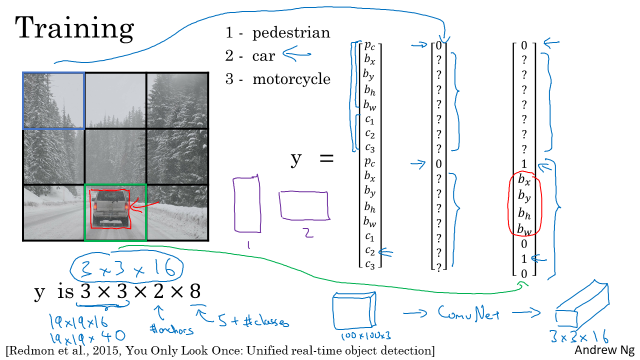 Training
1 - pedestrian
2 - car
3 - motorcycle
y =
p_c
b_x
b_y
b_h
b_w
c_1
c_2
c_3
p_c
b_x
b_y
b_h
b_w
c_1
c_2
c_3
0
?
?
?
?
?
?
?
0
?
?
?
?
?
?
?
0
?
?
?
?
?
?
?
1
b_x
b_y
b_h
b_w
0
1
0
1
2
3 × 3 × 16
y is 3 × 3 × 2 × 8
19×19×16
19×19×40
#anchors
5 + #classes
100×100×3
→ ConvNet →
3×3×16
[Redmon et al., 2015, You Only Look Once: Unified real-time object detection]
Andrew Ng